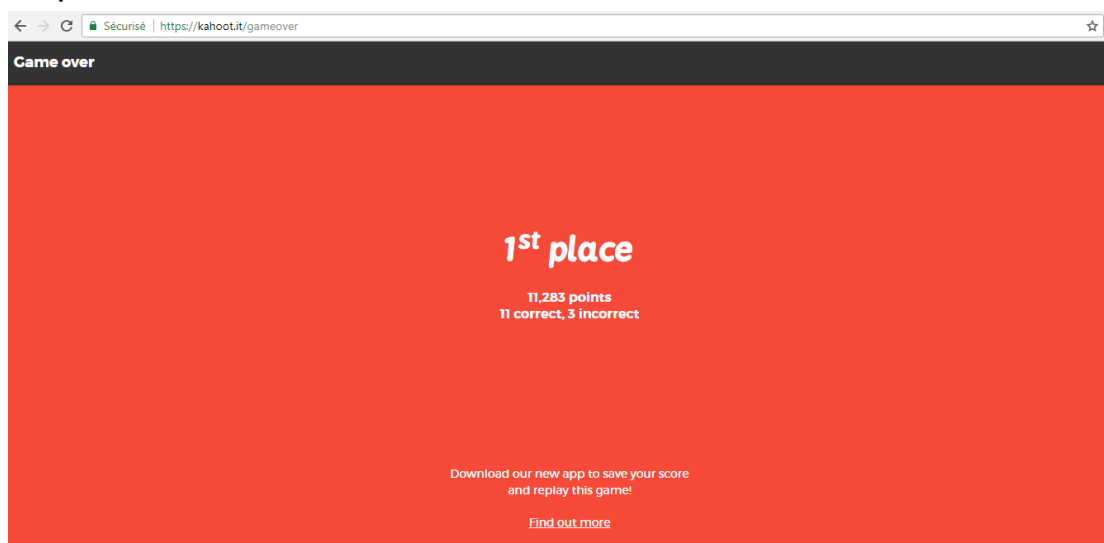 Sécurisé | https://kahoot.it/gameover
Game over
1st place
11,283 points
11 correct, 3 incorrect
Download our new app to save your score
and replay this game!
Find out more